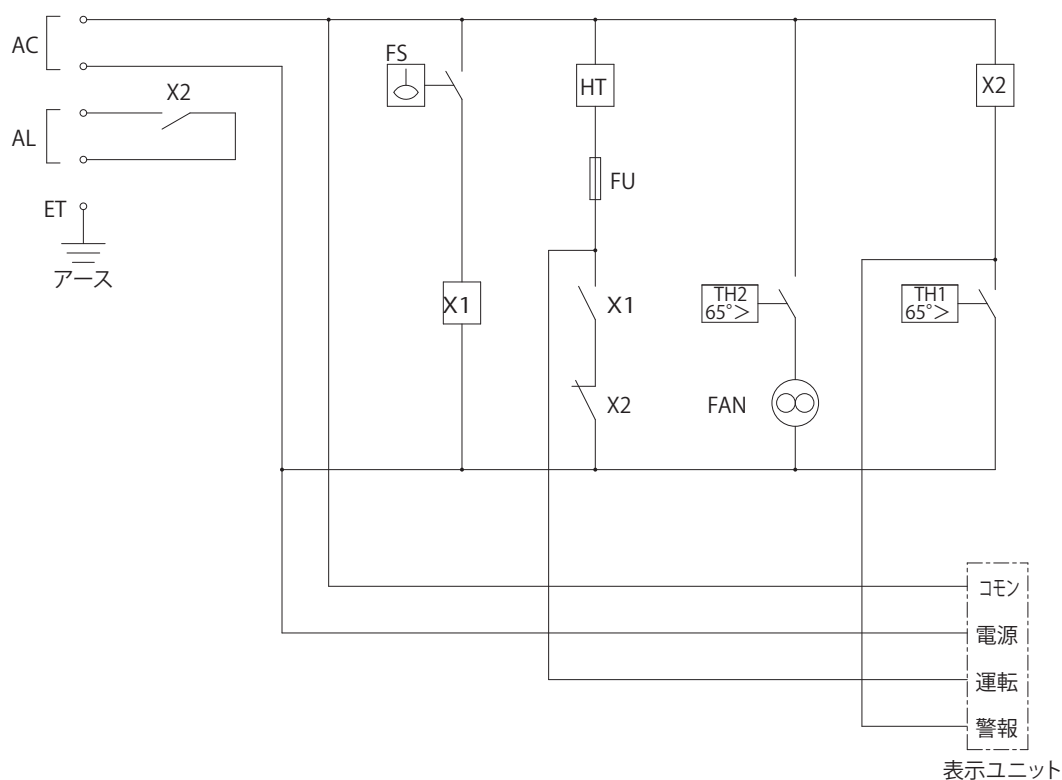 AC
FS
HT
X2
X2
AL
FU
ET
アース
X1
X1
TH2
65°＞
TH1
65°＞
X2
FAN
コモン
電源
運転
警報
表示ユニット